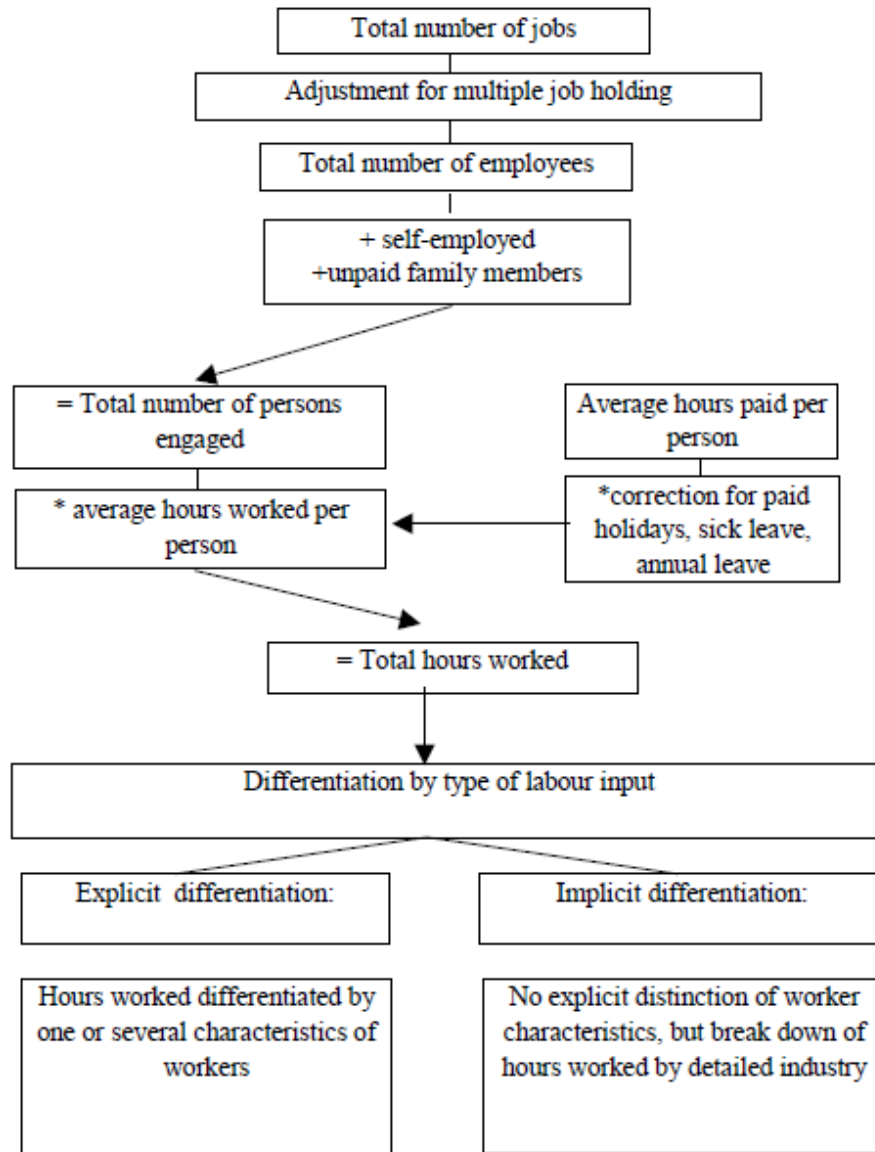 Total number of jobs
Adjustment for multiple job holding
Total number of employees
+ self-employed
+unpaid family members
= Total number of persons
engaged
Average hours paid per
person
* average hours worked per
person
*correction for paid
holidays, sick leave,
annual leave
= Total hours worked
Differentiation by type of labour input
Explicit differentiation:
Implicit differentiation:
Hours worked differentiated by
one or several characteristics of
workers
No explicit distinction of worker
characteristics, but break down of
hours worked by detailed industry